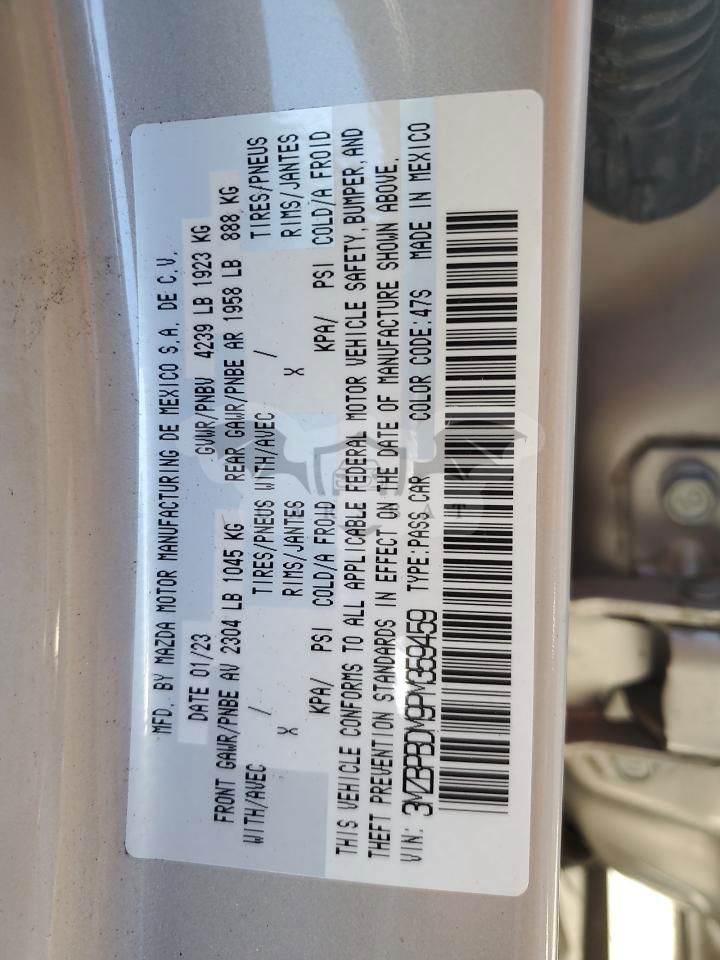 MFD. BY MAZDA MOTOR MANUFACTURING DE MEXICO S.A. DE C.V.
DATE 01/23 GVWR/PNBV 4239 LB 1923 KG
FRONT GAWR/PNBE AV 2304 LB 1045 KG REAR GAWR/PNBE AR 1958 LB 888 KG
WITH/AVEC / TIRES/PNEUS WITH/AVEC / TIRES/PNEUS
X RIMS/JANTES X RIMS/JANTES
KPA/ PSI COLD/A FROID KPA/ PSI COLD/A FROID
THIS VEHICLE CONFORMS TO ALL APPLICABLE FEDERAL MOTOR VEHICLE SAFETY, BUMPER, AND
THEFT PREVENTION STANDARDS IN EFFECT ON THE DATE OF MANUFACTURE SHOWN ABOVE.
VIN: 3MZBPBDM9PM359459 TYPE:PASS.CAR COLOR CODE:47S MADE IN MEXICO